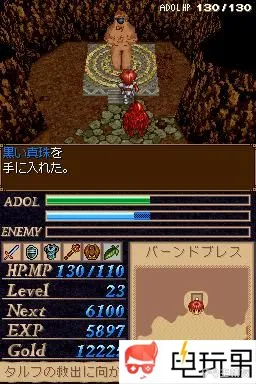 ADOL HP 130/130
黒い真珠を
手に入れた。
ADOL
ENEMY
HP.MP 130/110
Level 23
Next 6100
EXP 5897
Gold 12225
バーンドブレス
タルフの救出に向か
电玩男